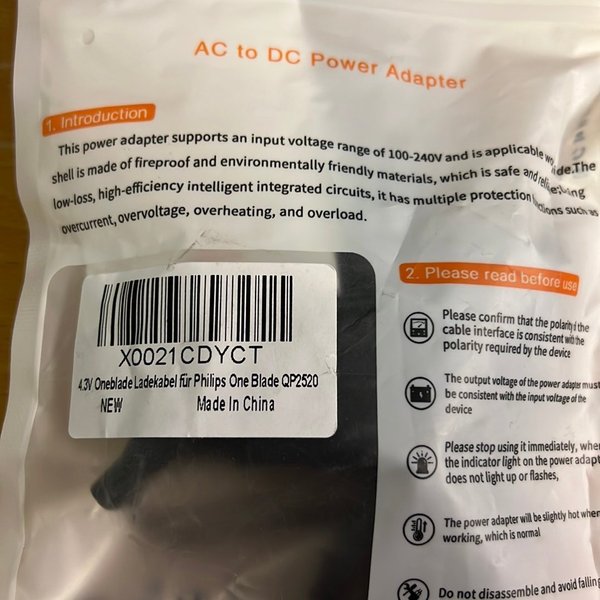 AC to DC Power Adapter
1. Introduction
This power adapter supports an input voltage range of 100-240V and is applicable
shell is made of fireproof and environmentally friendly materials, which is safe and
low-loss, high-efficiency intelligent integrated circuits, it has multiple protection such as
overcurrent, overvoltage, overheating, and overload.
X0021CDYCT
4.3V Oneblade Ladekabel für Philips One Blade QP2520
NEW Made In China
2. Please read before use
Please confirm that the polarity of the
cable interface is consistent with the
polarity required by the device
The output voltage of the power adapter must
be consistent with the input voltage of the
device
Please stop using it immediately, when
the indicator light on the power adapt
does not light up or flashes,
The power adapter will be slightly hot when
working, which is normal
Do not disassemble and avoid falling